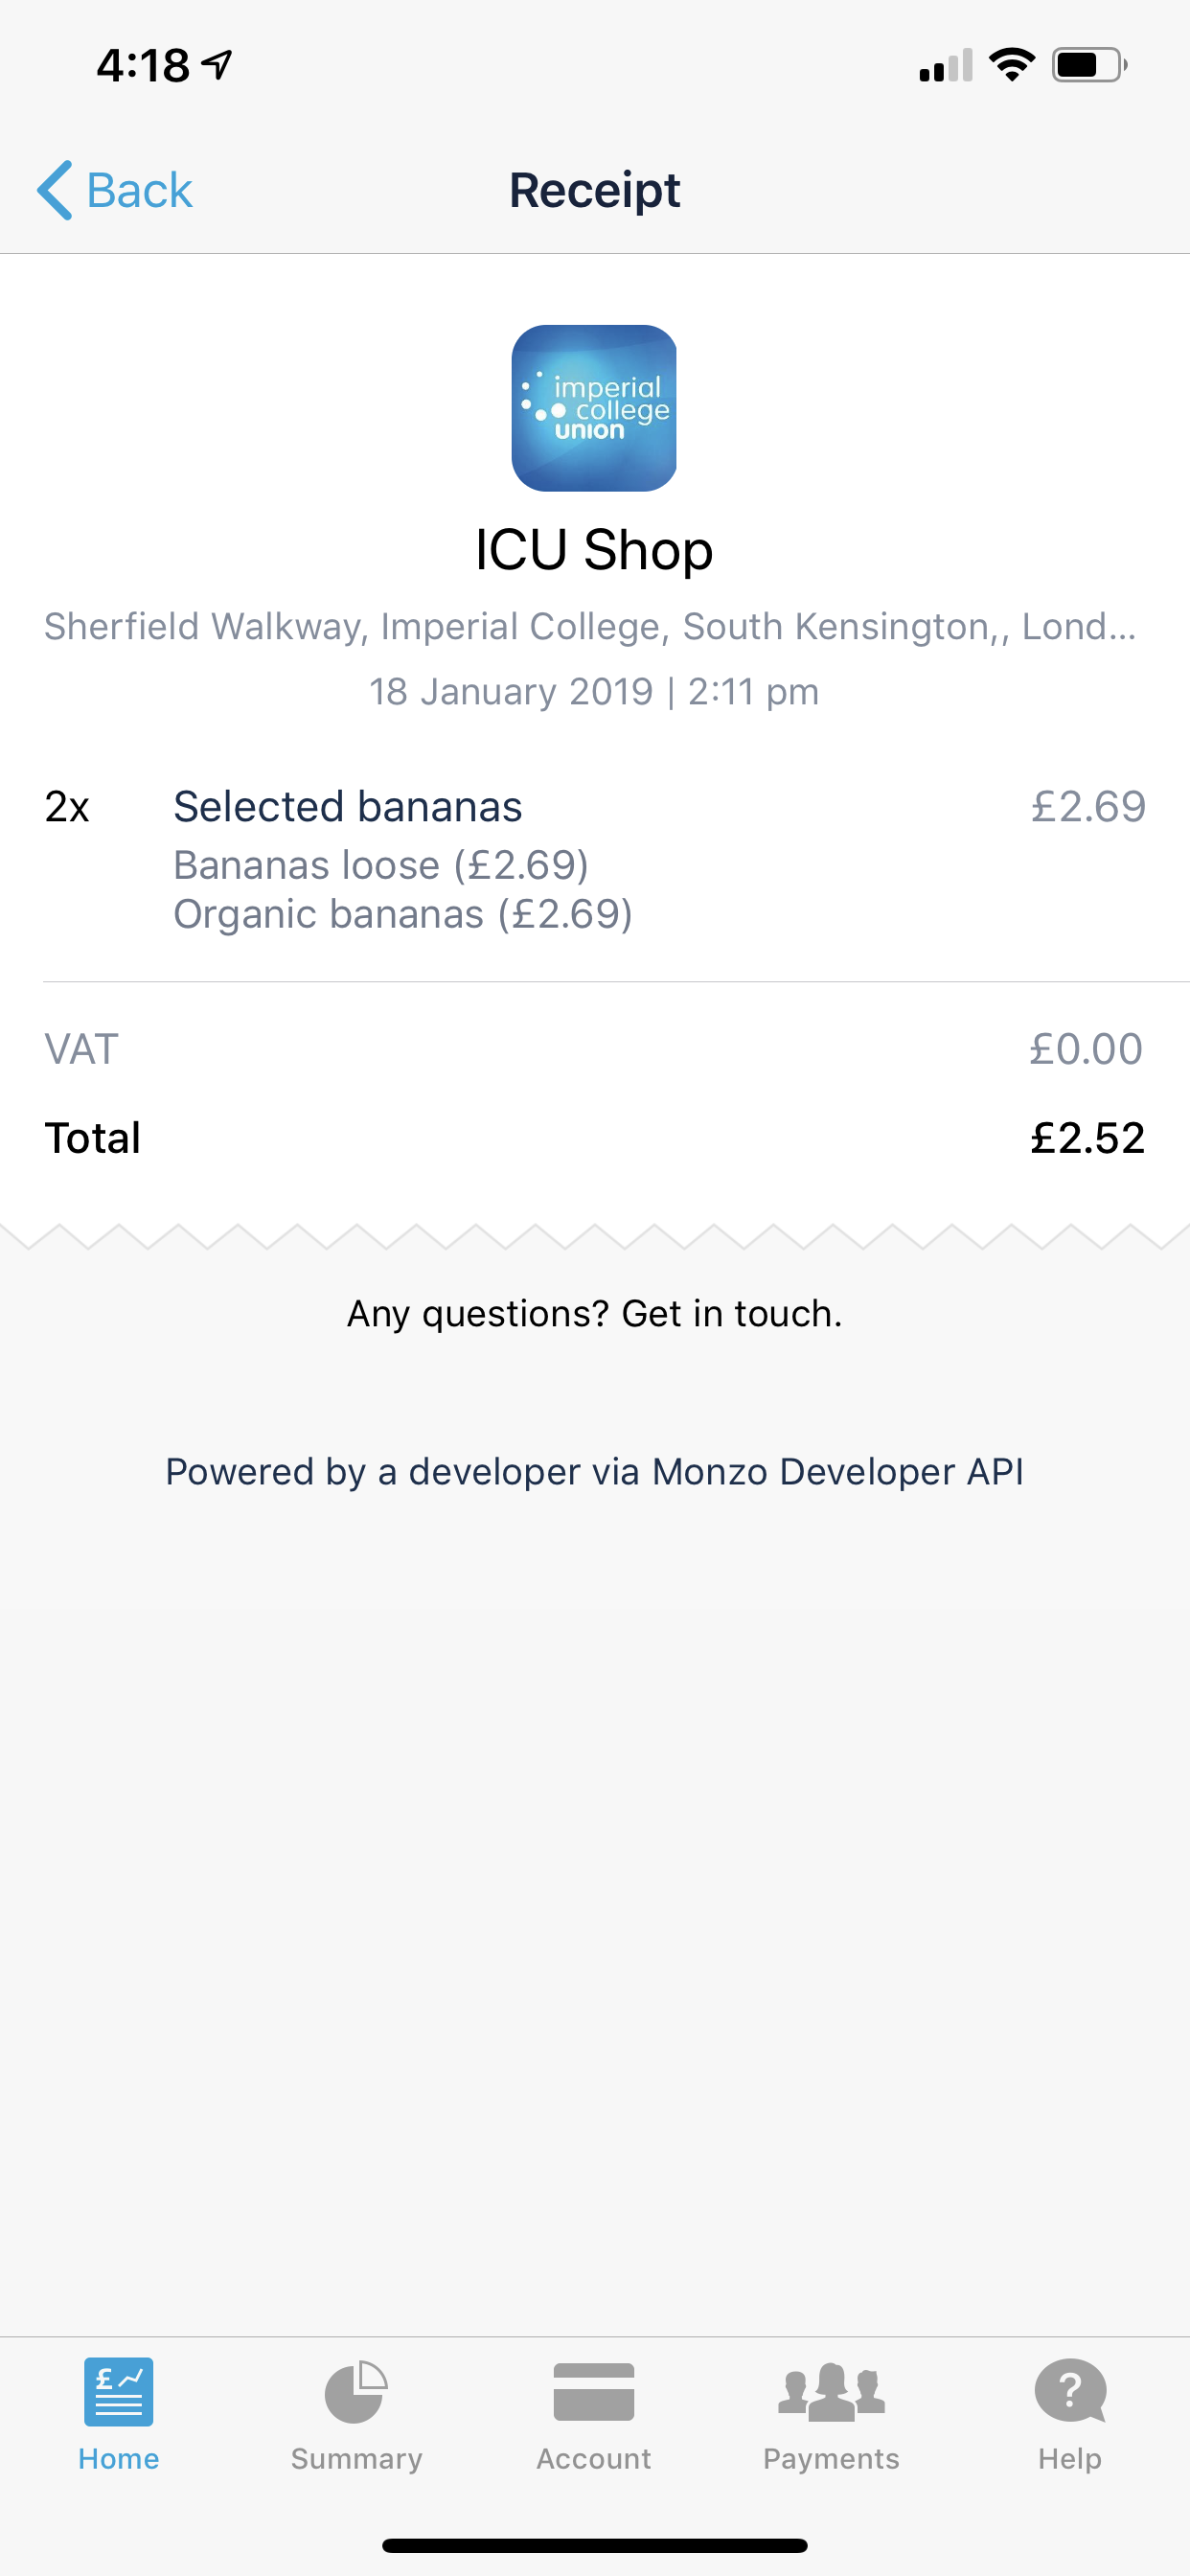 4:18
Back Receipt
imperial
college
union
ICU Shop
Sherfield Walkway, Imperial College, South Kensington,, Lond...
18 January 2019 | 2:11 pm
2x Selected bananas £2.69
Bananas loose (£2.69)
Organic bananas (£2.69)
VAT £0.00
Total £2.52
Any questions? Get in touch.
Powered by a developer via Monzo Developer API
£
?
Home Summary Account Payments Help